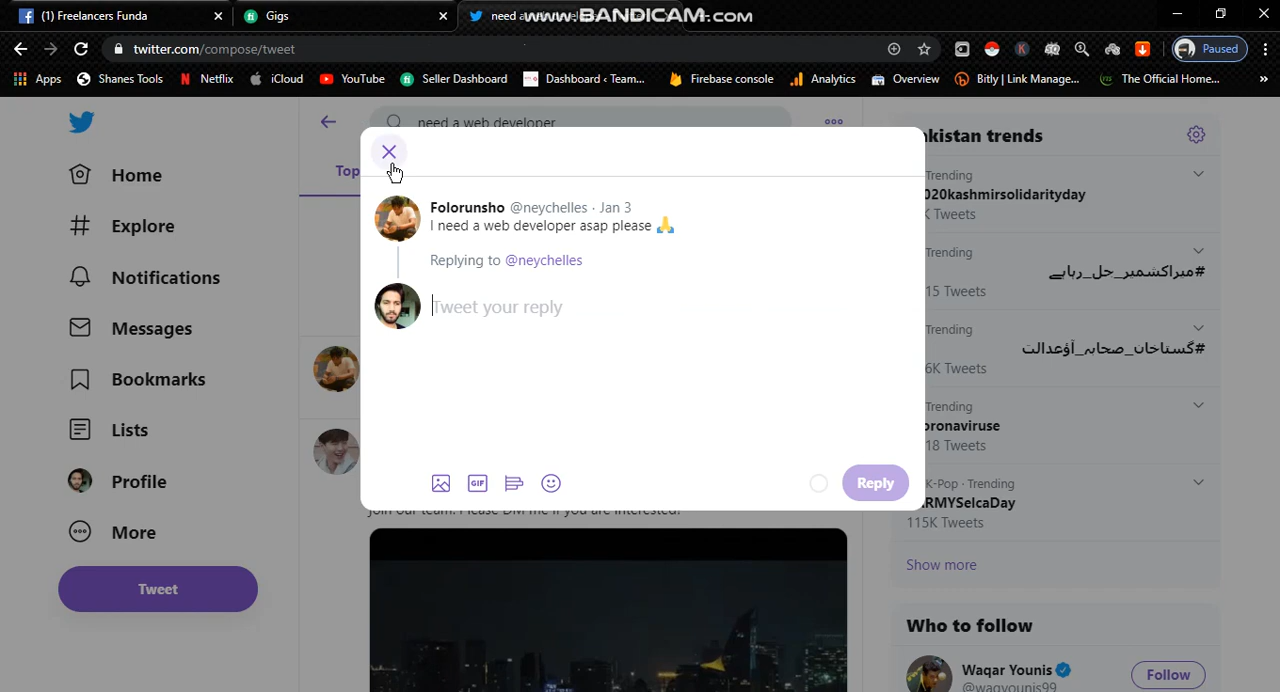 (1) Freelancers Funda
Gigs
www.BANDICAM.com
twitter.com/compose/tweet
Paused
Apps
Shanes Tools
Netflix
iCloud
YouTube
Seller Dashboard
Dashboard ‹ Team...
Firebase console
Analytics
Overview
Bitly | Link Manage...
The Official Home...
»
Home
Explore
Notifications
Messages
Bookmarks
Lists
Profile
More
Tweet
need a web developer
Top
Folorunsho @neychelles · Jan 3
I need a web developer asap please 🙏
Replying to @neychelles
Tweet your reply
GIF
Reply
join our team. Please DM me if you are interested!
kistan trends
Trending
020kashmirsolidarityday
K Tweets
Trending
#میراکشمیر_حل_رہاہے
15 Tweets
Trending
#گستاخان_صحابہ_آؤعدالت
6K Tweets
Trending
oronaviruse
18 Tweets
K-Pop · Trending
RMYSelcaDay
115K Tweets
Show more
Who to follow
Waqar Younis
@waqyounis99
Follow